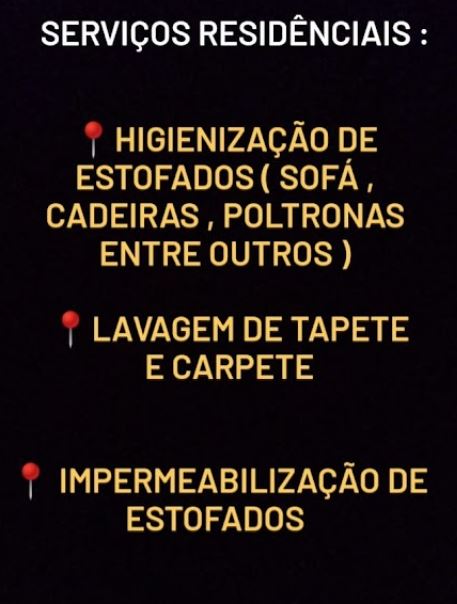 SERVIÇOS RESIDÊNCIAIS :
📍 HIGIENIZAÇÃO DE
ESTOFADOS ( SOFÁ ,
CADEIRAS , POLTRONAS
ENTRE OUTROS )
📍 LAVAGEM DE TAPETE
E CARPETE
📍 IMPERMEABILIZAÇÃO DE
ESTOFADOS